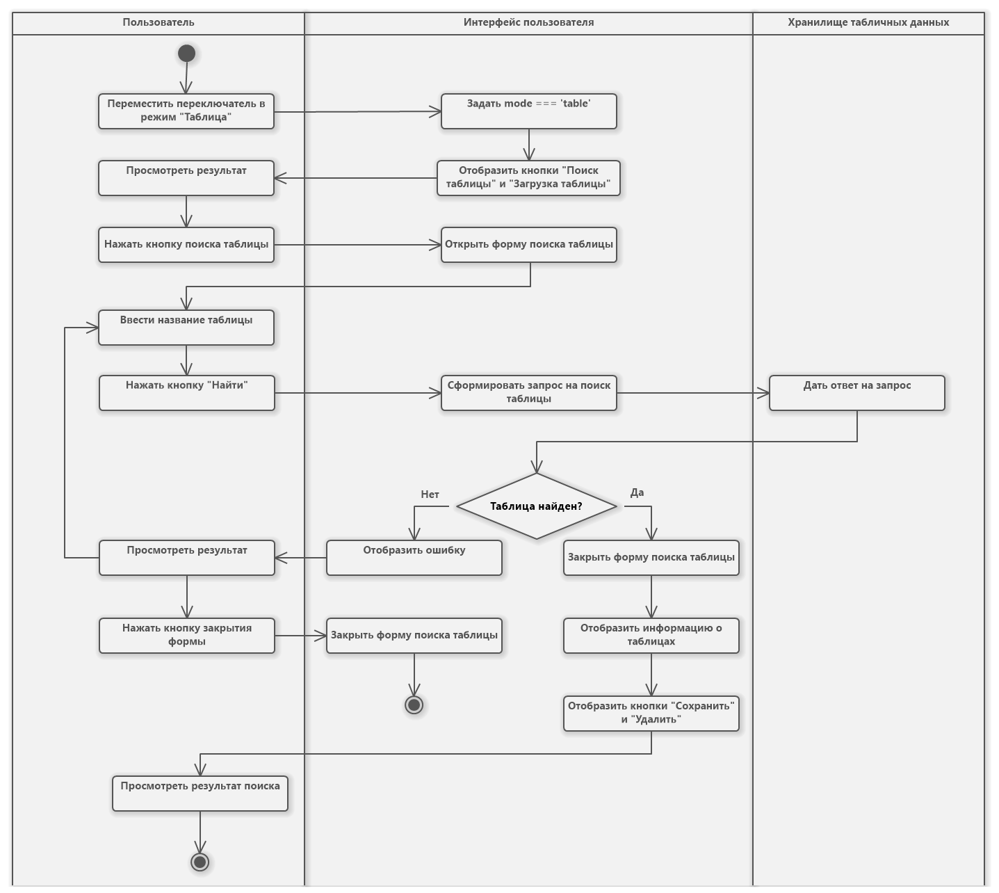 Пользователь
Интерфейс пользователя
Хранилище табличных данных
Переместить переключатель в
режим "Таблица"
Задать mode === 'table'
Просмотреть результат
Отобразить кнопки "Поиск
таблицы" и "Загрузка таблицы"
Нажать кнопку поиска таблицы
Открыть форму поиска таблицы
Ввести название таблицы
Нажать кнопку "Найти"
Сформировать запрос на поиск
таблицы
Дать ответ на запрос
Нет
Таблица найден?
Да
Просмотреть результат
Отобразить ошибку
Закрыть форму поиска таблицы
Нажать кнопку закрытия
формы
Закрыть форму поиска таблицы
Отобразить информацию о
таблицах
Отобразить кнопки "Сохранить"
и "Удалить"
Просмотреть результат поиска